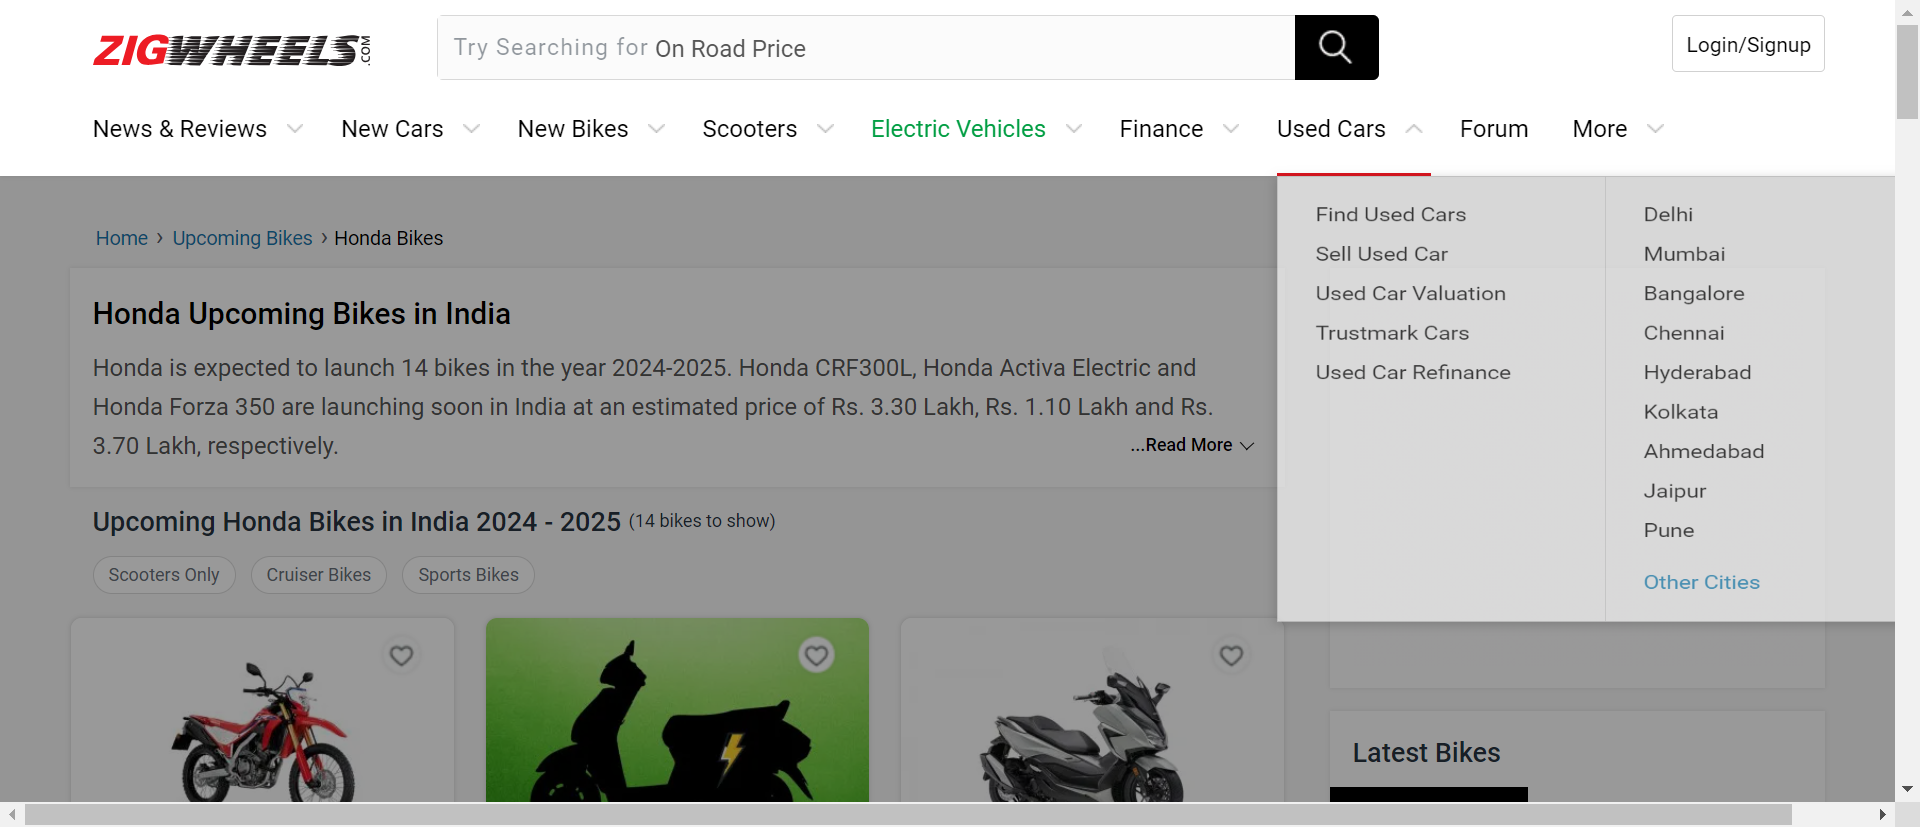 ZIGWHEELS.COM
Try Searching for On Road Price
Login/Signup
News & Reviews
New Cars
New Bikes
Scooters
Electric Vehicles
Finance
Used Cars
Forum
More
Find Used Cars
Sell Used Car
Used Car Valuation
Trustmark Cars
Used Car Refinance
Delhi
Mumbai
Bangalore
Chennai
Hyderabad
Kolkata
Ahmedabad
Jaipur
Pune
Other Cities
Home › Upcoming Bikes › Honda Bikes
Honda Upcoming Bikes in India
Honda is expected to launch 14 bikes in the year 2024-2025. Honda CRF300L, Honda Activa Electric and
Honda Forza 350 are launching soon in India at an estimated price of Rs. 3.30 Lakh, Rs. 1.10 Lakh and Rs.
3.70 Lakh, respectively.
...Read More
Upcoming Honda Bikes in India 2024 - 2025 (14 bikes to show)
Scooters Only
Cruiser Bikes
Sports Bikes
Latest Bikes